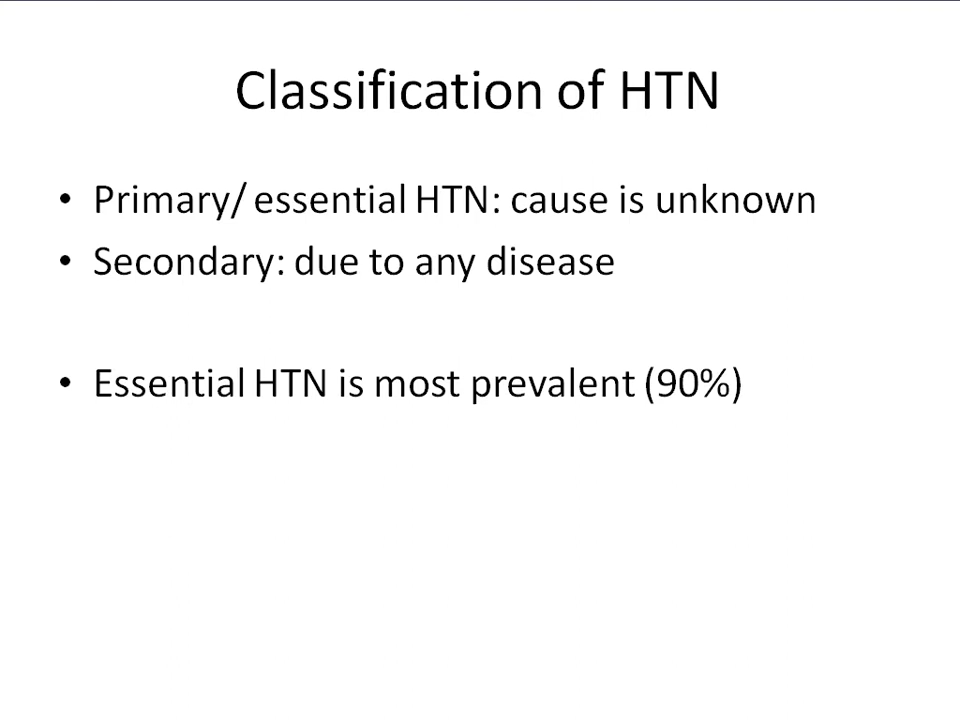 Classification of HTN
• Primary/ essential HTN: cause is unknown
• Secondary: due to any disease
• Essential HTN is most prevalent (90%)